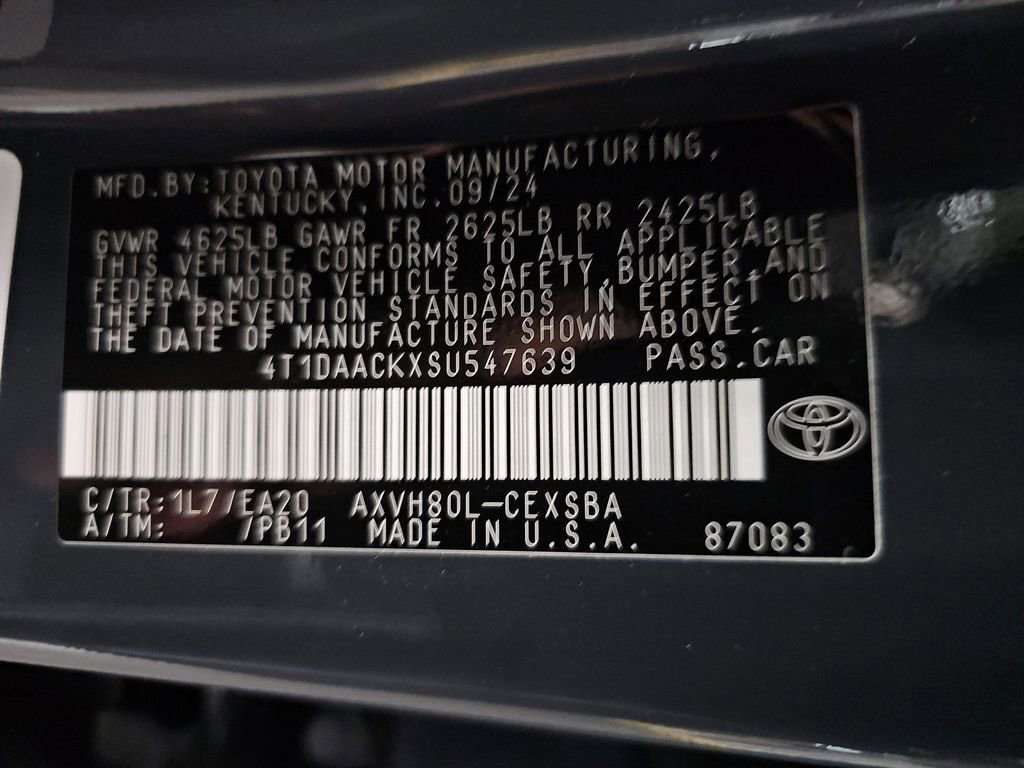 MFD.BY:TOYOTA MOTOR MANUFACTURING,
KENTUCKY, INC. 09/24
GVWR 4625LB GAWR FR 2625LB RR 2425LB
THIS VEHICLE CONFORMS TO ALL APPLICABLE
FEDERAL MOTOR VEHICLE SAFETY,BUMPER,AND
THEFT PREVENTION STANDARDS IN EFFECT ON
THE DATE OF MANUFACTURE SHOWN ABOVE.
4T1DAACKXSU547639 PASS.CAR
C/TR:1L7/EA20 AXVH80L-CEXSBA
A/TM: /PB11 MADE IN U.S.A. 87083